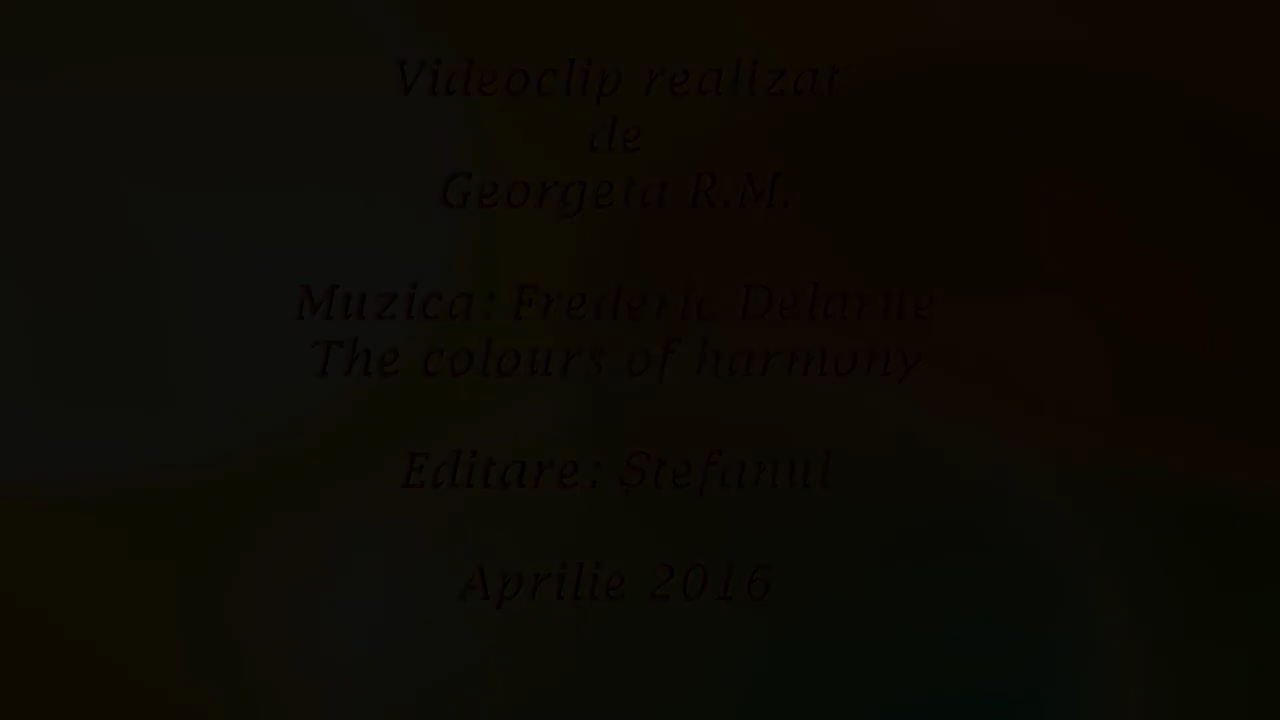 Videoclip realizat
de
Georgeta R.M.
Muzica: Frederic Delarue
The colours of harmony
Editare: Stefanul
Aprilie 2016